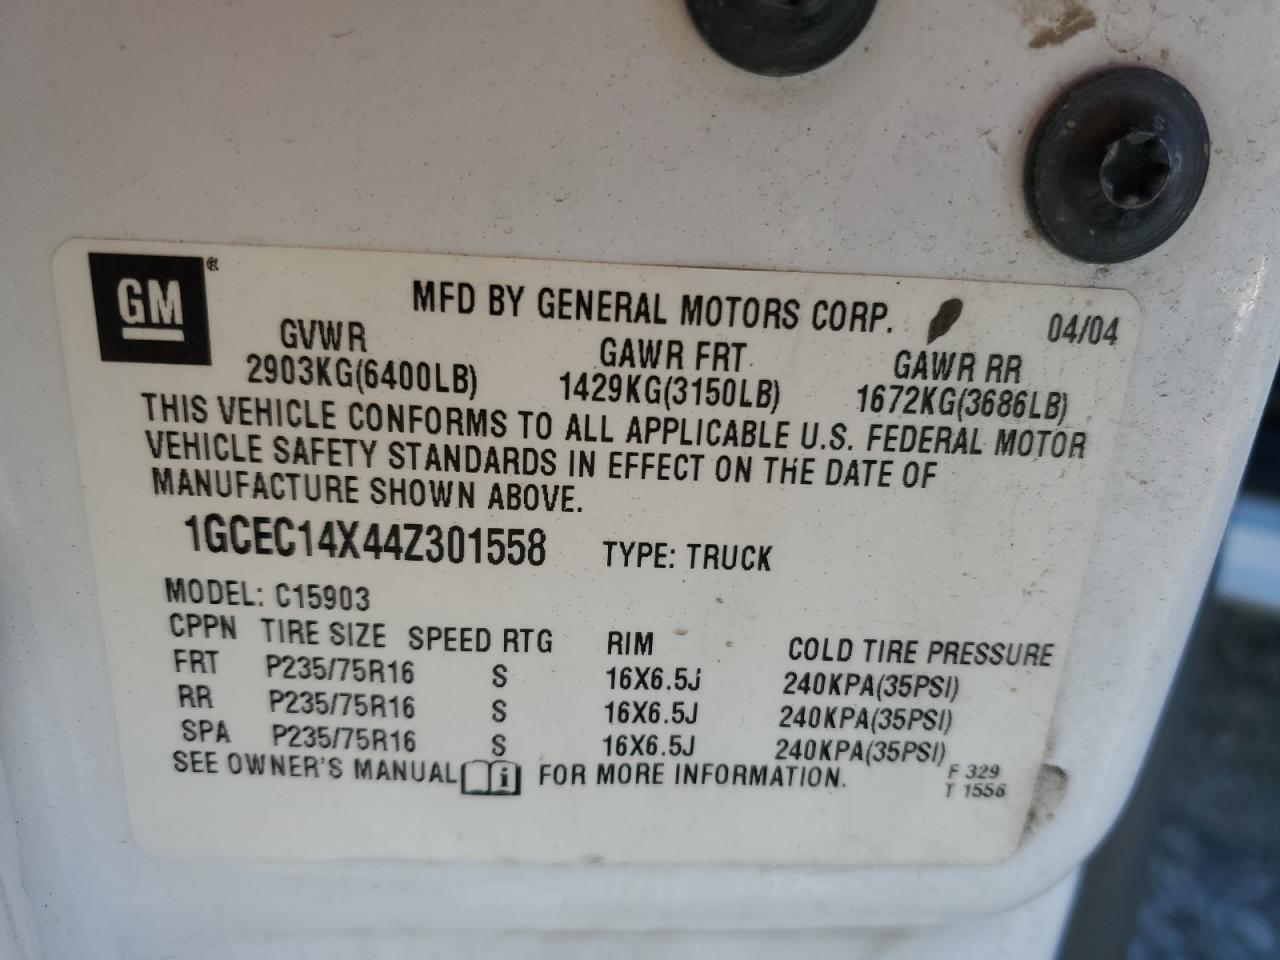 GM®
MFD BY GENERAL MOTORS CORP. 04/04
GVWR GAWR FRT GAWR RR
2903KG(6400LB) 1429KG(3150LB) 1672KG(3686LB)
THIS VEHICLE CONFORMS TO ALL APPLICABLE U.S. FEDERAL MOTOR
VEHICLE SAFETY STANDARDS IN EFFECT ON THE DATE OF
MANUFACTURE SHOWN ABOVE.
1GCEC14X44Z301558 TYPE: TRUCK
MODEL: C15903
CPPN TIRE SIZE SPEED RTG RIM COLD TIRE PRESSURE
FRT P235/75R16 S 16X6.5J 240KPA(35PSI)
RR P235/75R16 S 16X6.5J 240KPA(35PSI)
SPA P235/75R16 S 16X6.5J 240KPA(35PSI)
SEE OWNER'S MANUAL i FOR MORE INFORMATION.
F 329
T 1556